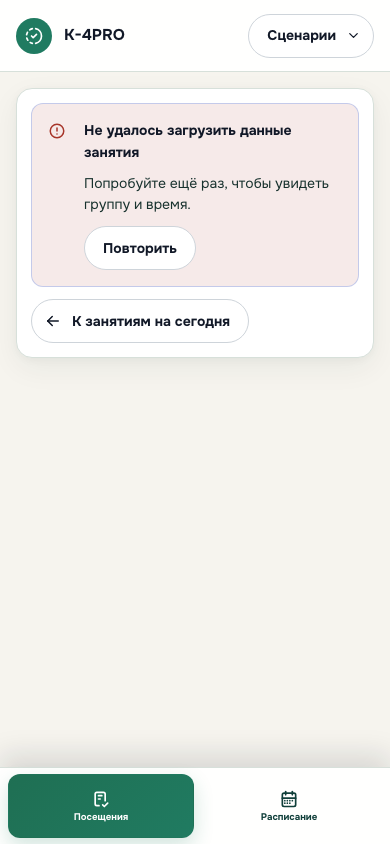 K-4PRO
Сценарии
Не удалось загрузить данные
занятия
Попробуйте ещё раз, чтобы увидеть
группу и время.
Повторить
К занятиям на сегодня
Посещения
Расписание